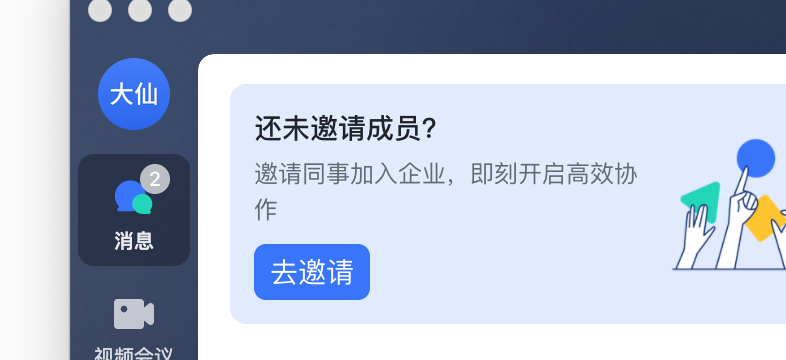 大仙
2
消息
视频会议
还未邀请成员?
邀请同事加入企业，即刻开启高效协
作
去邀请